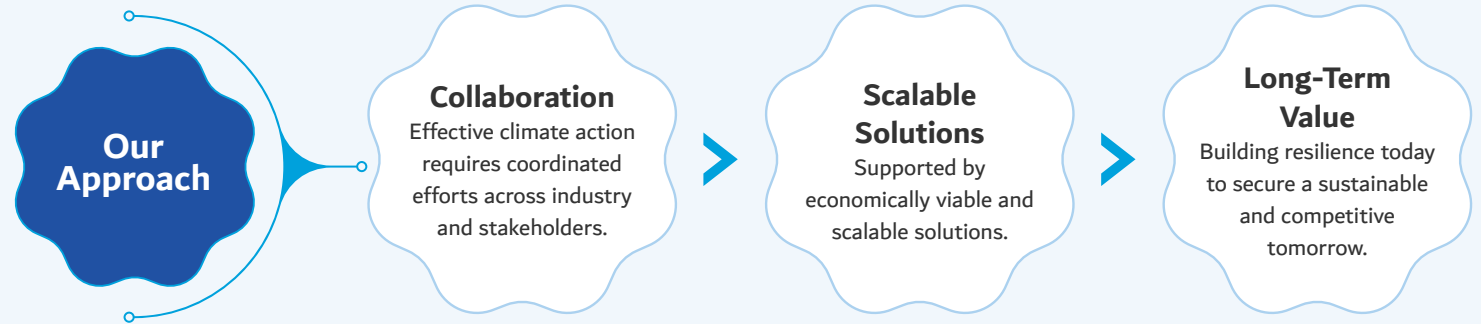 Our
Approach
Collaboration
Effective climate action
requires coordinated
efforts across industry
and stakeholders.
Scalable
Solutions
Supported by
economically viable and
scalable solutions.
Long-Term
Value
Building resilience today
to secure a sustainable
and competitive
tomorrow.